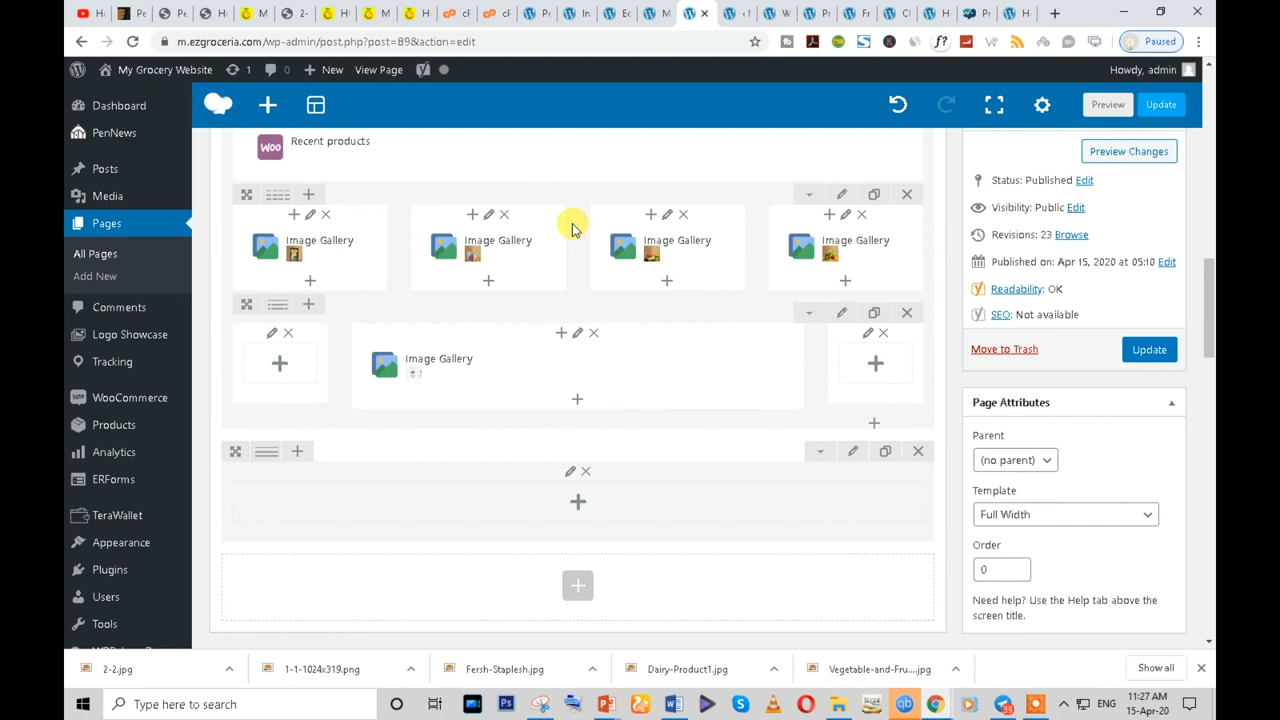 m.ezgroceria.com/wp-admin/post.php?post=89&action=edit
Paused
My Grocery Website
1
0
New
View Page
Howdy, admin
Dashboard
PenNews
Posts
Media
Pages
All Pages
Add New
Comments
Logo Showcase
Tracking
WooCommerce
Products
Analytics
ERForms
TeraWallet
Appearance
Plugins
Users
Tools
Preview
Update
Woo
Recent products
Image Gallery
Image Gallery
Image Gallery
Image Gallery
Image Gallery
Preview Changes
Status: Published Edit
Visibility: Public Edit
Revisions: 23 Browse
Published on: Apr 15, 2020 at 05:10 Edit
Readability: OK
SEO: Not available
Move to Trash
Update
Page Attributes
Parent
(no parent)
Template
Full Width
Order
0
Need help? Use the Help tab above the
screen title.
2-2.jpg
1-1-1024x319.png
Fersh-Staplesh.jpg
Dairy-Product1.jpg
Vegetable-and-Fru....jpg
Show all
Type here to search
ENG
11:27 AM
15-Apr-20